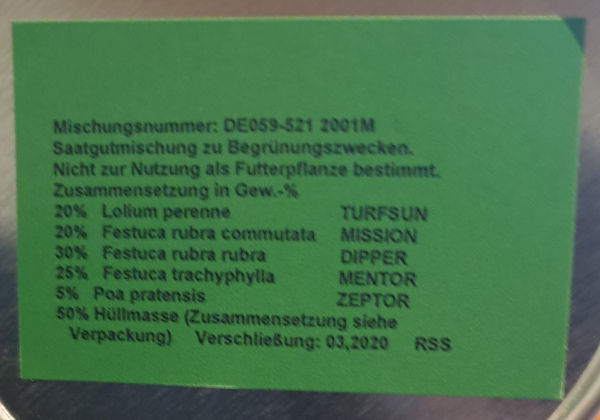 Mischungsnummer: DE059-521 2001M
Saatgutmischung zu Begrünungszwecken.
Nicht zur Nutzung als Futterpflanze bestimmt.
Zusammensetzung in Gew.-%
20% Lolium perenne TURFSUN
20% Festuca rubra commutata MISSION
30% Festuca rubra rubra DIPPER
25% Festuca trachyphylla MENTOR
5% Poa pratensis ZEPTOR
50% Hüllmasse (Zusammensetzung siehe
Verpackung) Verschließung: 03,2020 RSS